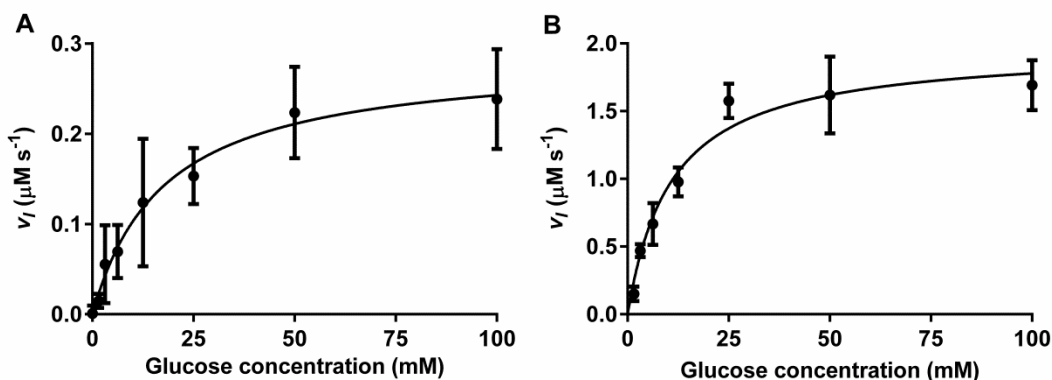 A
0.3
0.2
0.1
0.0
v_I (μM s⁻¹)
0 25 50 75 100
Glucose concentration (mM)
B
2.0
1.5
1.0
0.5
0.0
v_I (μM s⁻¹)
0 25 50 75 100
Glucose concentration (mM)